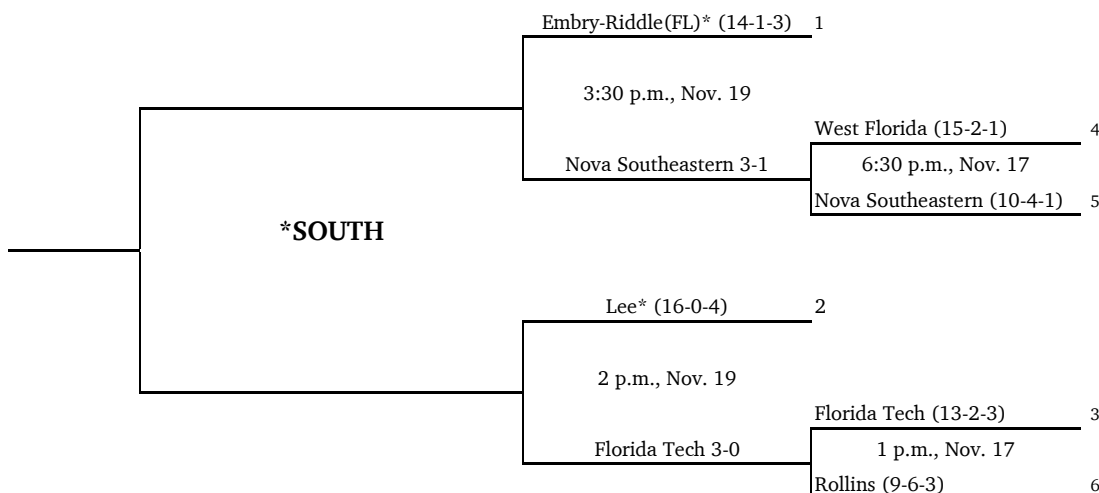 Embry-Riddle(FL)* (14-1-3) 1
3:30 p.m., Nov. 19
West Florida (15-2-1) 4
Nova Southeastern 3-1
6:30 p.m., Nov. 17
Nova Southeastern (10-4-1) 5
*SOUTH
Lee* (16-0-4) 2
2 p.m., Nov. 19
Florida Tech (13-2-3) 3
Florida Tech 3-0
1 p.m., Nov. 17
Rollins (9-6-3) 6